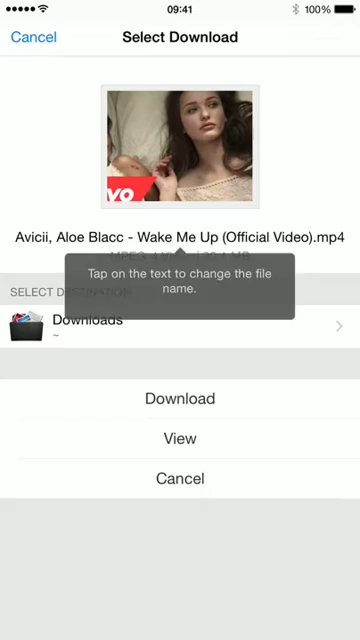 09:41
100%
Cancel
Select Download
VO
Avicii, Aloe Blacc - Wake Me Up (Official Video).mp4
Tap on the text to change the file
name.
SELECT
Downloads
~
Download
View
Cancel